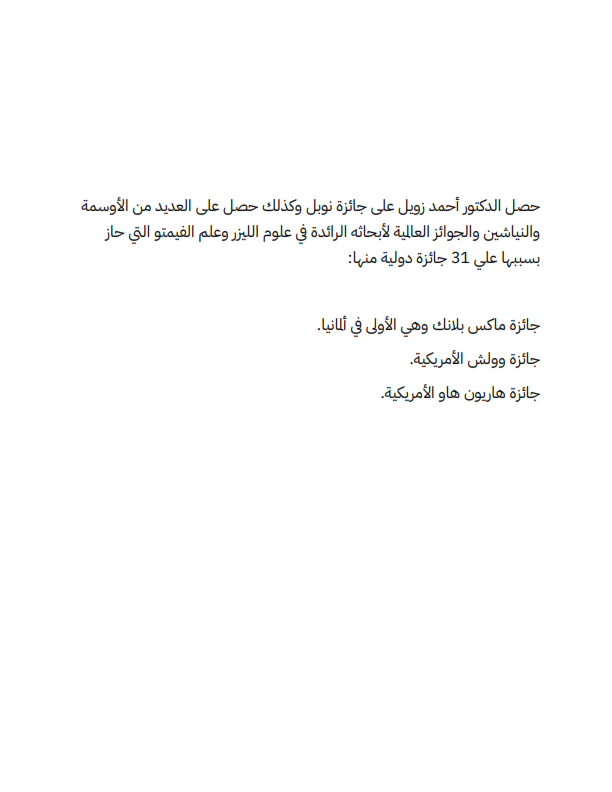 حصل الدكتور أحمد زويل على جائزة نوبل وكذلك حصل على العديد من الأوسمة
والنياشين والجوائز العالمية لأبحاثه الرائدة في علوم الليزر وعلم الفيمتو التي حاز
بسببها علي 31 جائزة دولية منها:
جائزة ماكس بلانك وهي الأولى في ألمانيا.
جائزة وولش الأمريكية.
جائزة هاريون هاو الأمريكية.